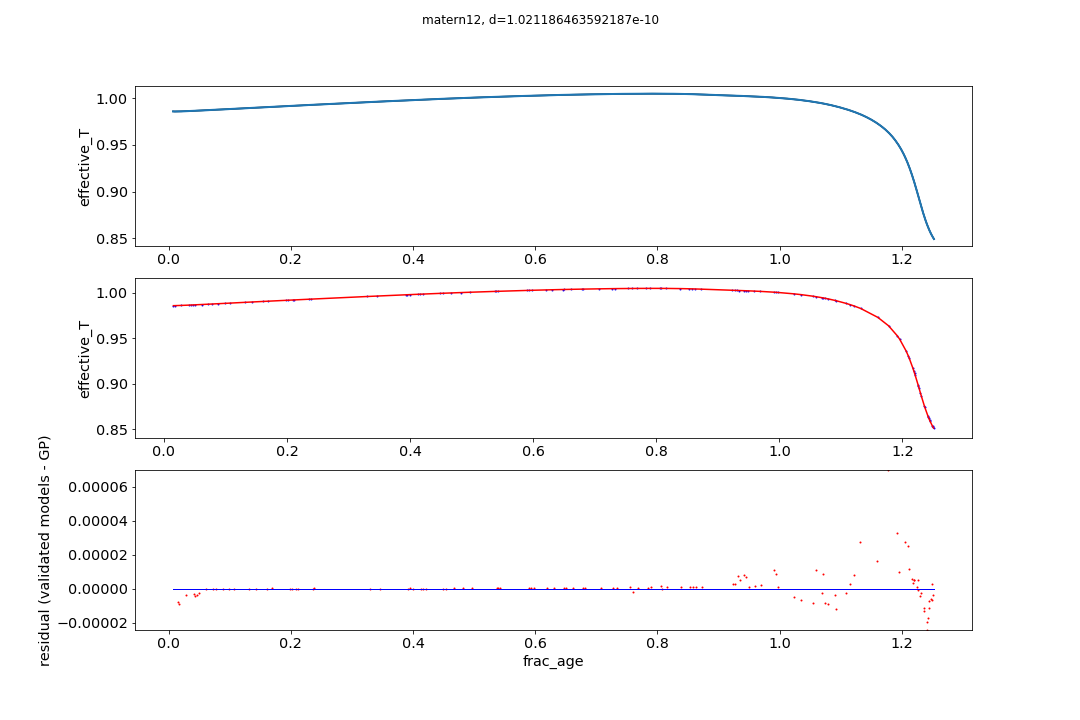 matern12, d=1.021186463592187e-10
effective_T
1.00
0.95
0.90
0.85
0.0 0.2 0.4 0.6 0.8 1.0 1.2
effective_T
1.00
0.95
0.90
0.85
0.0 0.2 0.4 0.6 0.8 1.0 1.2
residual (validated models - GP)
0.00006
0.00004
0.00002
0.00000
−0.00002
0.0 0.2 0.4 0.6 0.8 1.0 1.2
frac_age